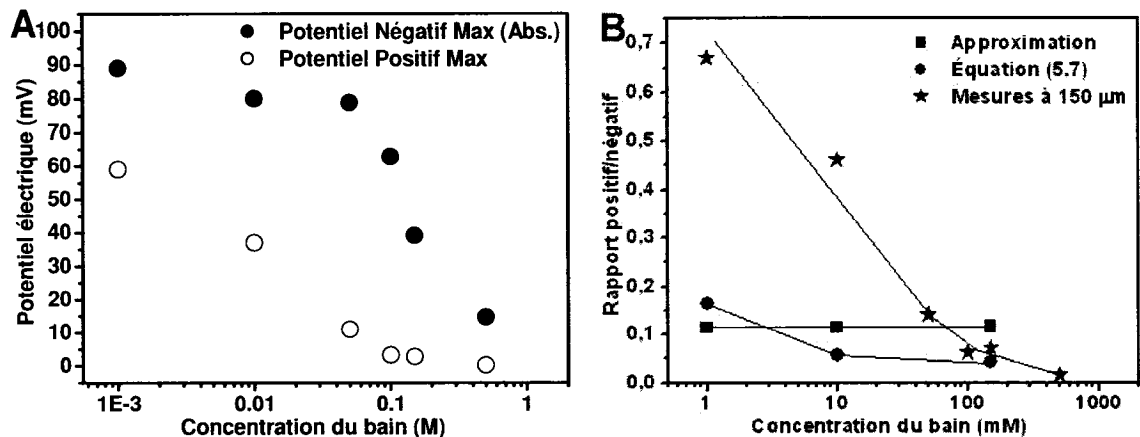 A
Potentiel Négatif Max (Abs.)
Potentiel Positif Max
Potentiel électrique (mV)
100
90
80
70
60
50
40
30
20
10
0
1E-3
0.01
0.1
1
Concentration du bain (M)
B
Approximation
Équation (5.7)
Mesures à 150 µm
Rapport positif/négatif
0,7
0,6
0,5
0,4
0,3
0,2
0,1
0,0
1
10
100
1000
Concentration du bain (mM)